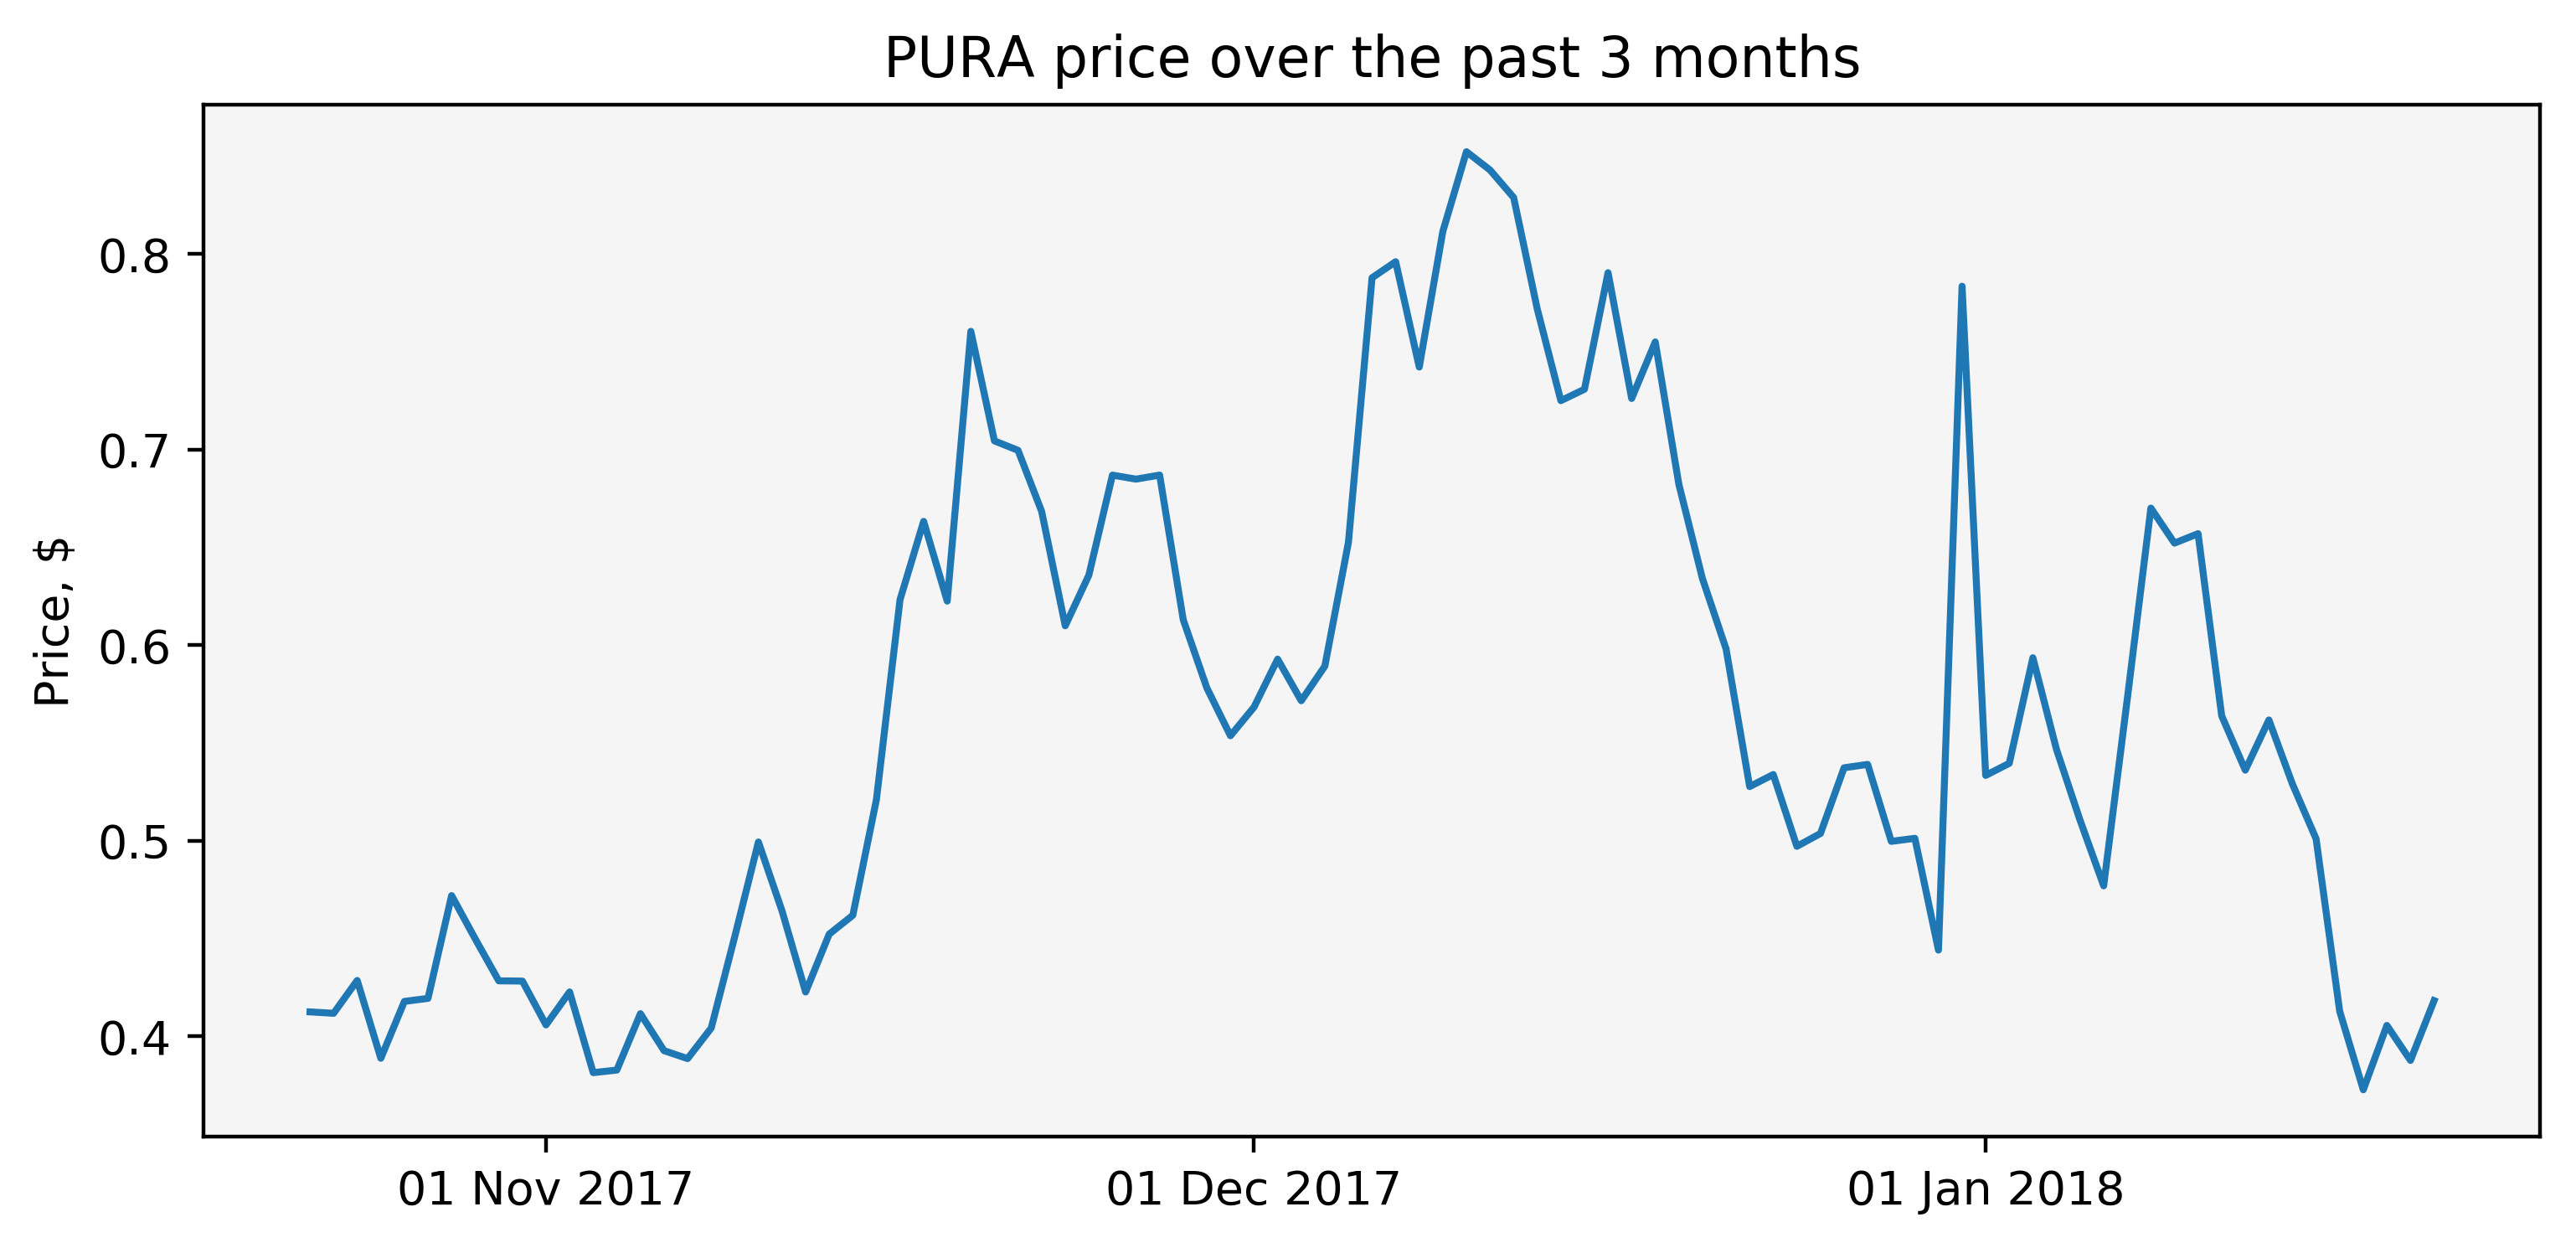 PURA price over the past 3 months
Price, $
0.8
0.7
0.6
0.5
0.4
01 Nov 2017
01 Dec 2017
01 Jan 2018